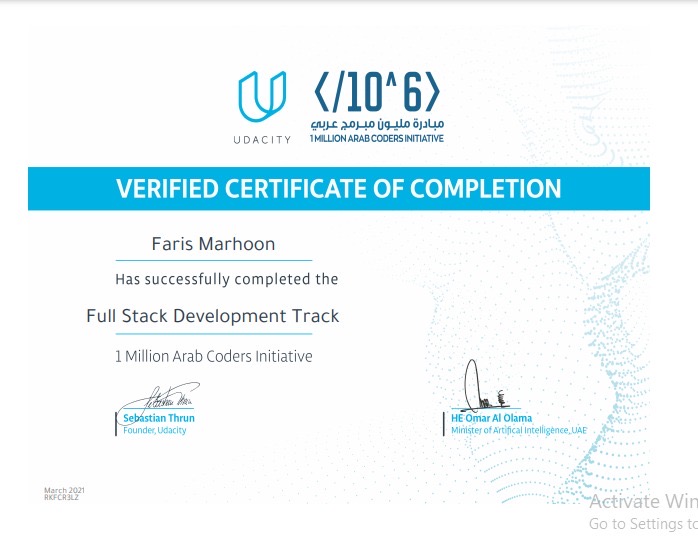 </10^6>
UDACITY
مبادرة مليون مبرمج عربي
1 MILLION ARAB CODERS INITIATIVE
VERIFIED CERTIFICATE OF COMPLETION
Faris Marhoon
Has successfully completed the
Full Stack Development Track
1 Million Arab Coders Initiative
Sebastian Thrun
Founder, Udacity
HE Omar Al Olama
Minister of Artifical Intelligence, UAE
March 2021
RKFCR3LZ
Activate Win
Go to Settings to